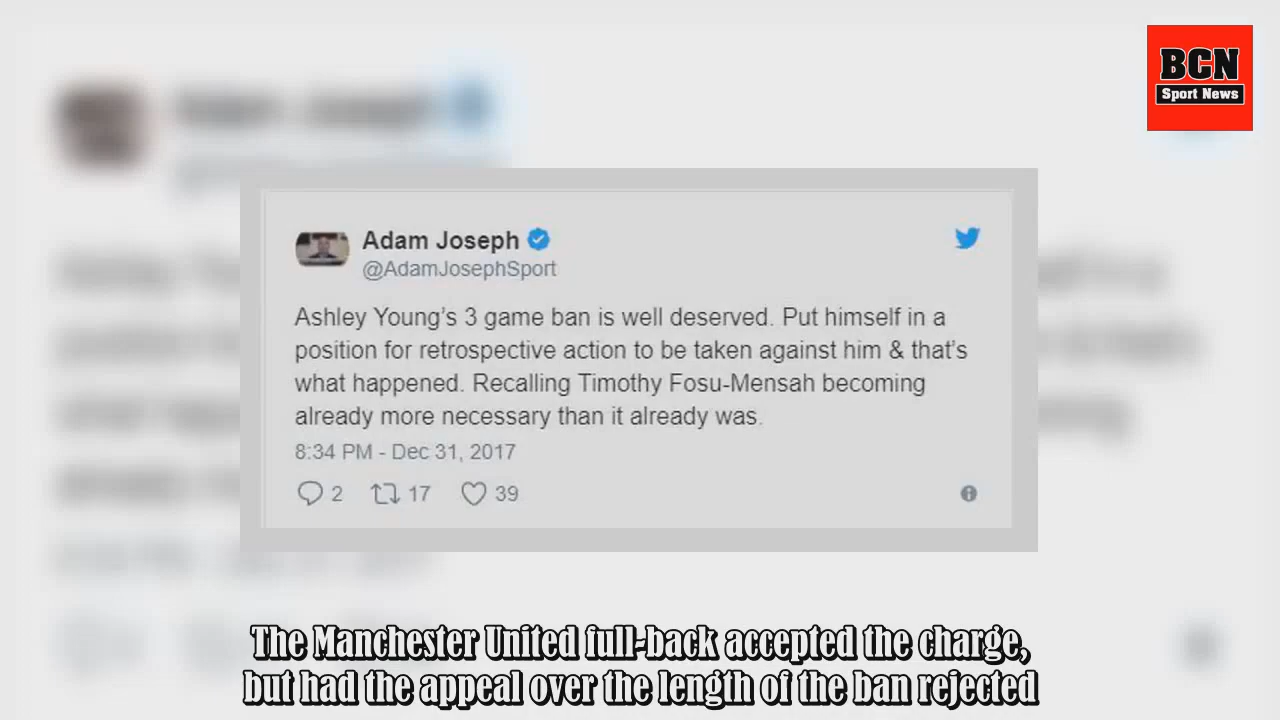 BCN
Sport News
Adam Joseph
@AdamJosephSport
Ashley Young's 3 game ban is well deserved. Put himself in a
position for retrospective action to be taken against him & that's
what happened. Recalling Timothy Fosu-Mensah becoming
already more necessary than it already was.
8:34 PM - Dec 31, 2017
2 17 39
The Manchester United full-back accepted the charge,
but had the appeal over the length of the ban rejected